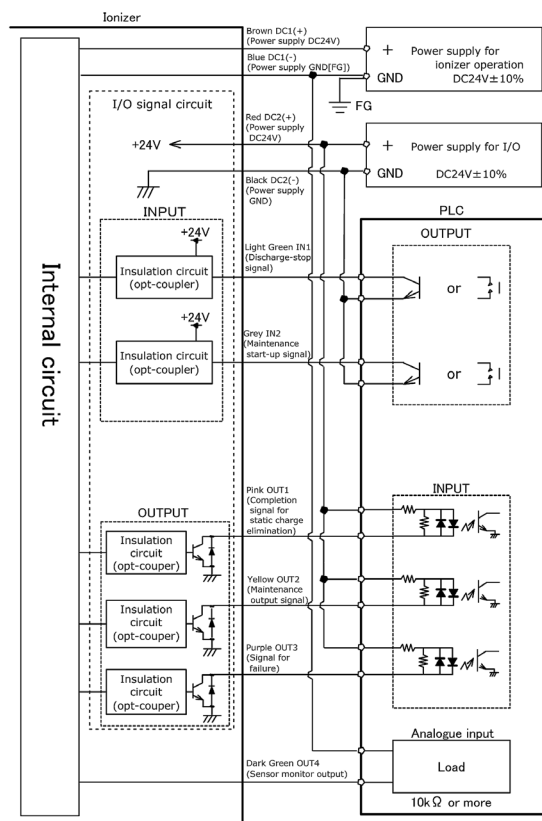 Ionizer
Brown DC1(+)
(Power supply DC24V)
Blue DC1(-)
(Power supply GND[FG])
+
Power supply for
ionizer operation
GND
DC24V±10%
FG
I/O signal circuit
Red DC2(+)
(Power supply
DC24V)
+24V
+
Power supply for I/O
GND
DC24V±10%
Black DC2(-)
(Power supply
GND)
INPUT
PLC
OUTPUT
+24V
Light Green IN1
(Discharge-stop
signal)
Insulation circuit
(opt-coupler)
or
+24V
Grey IN2
(Maintenance
start-up signal)
Insulation circuit
(opt-coupler)
or
Internal circuit
Pink OUT1
(Completion
signal for
static charge
elimination)
INPUT
OUTPUT
Insulation
circuit
(opt-couper)
Yellow OUT2
(Maintenance
output signal)
Insulation
circuit
(opt-couper)
Purple OUT3
(Signal for
failure)
Insulation
circuit
(opt-couper)
Analogue input
Dark Green OUT4
(Sensor monitor output)
Load
10kΩ or more